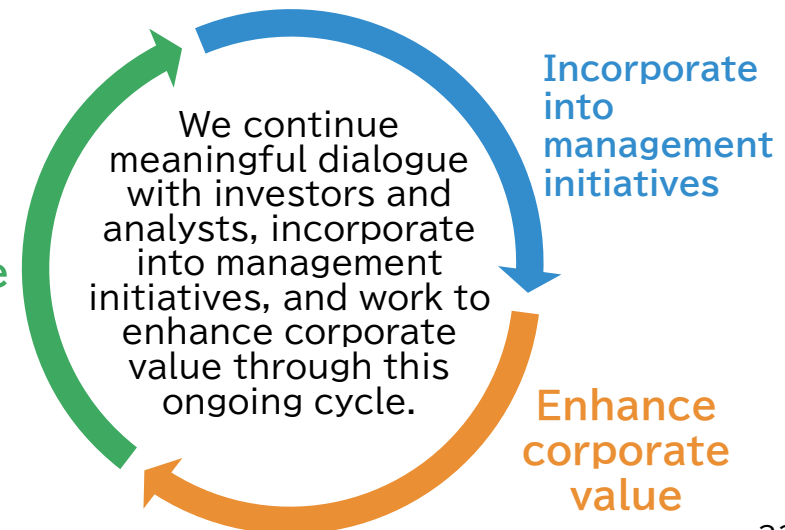 We continue
meaningful dialogue
with investors and
analysts, incorporate
into management
initiatives, and work to
enhance corporate
value through this
ongoing cycle.
Incorporate
into
management
initiatives
Enhance
corporate
value